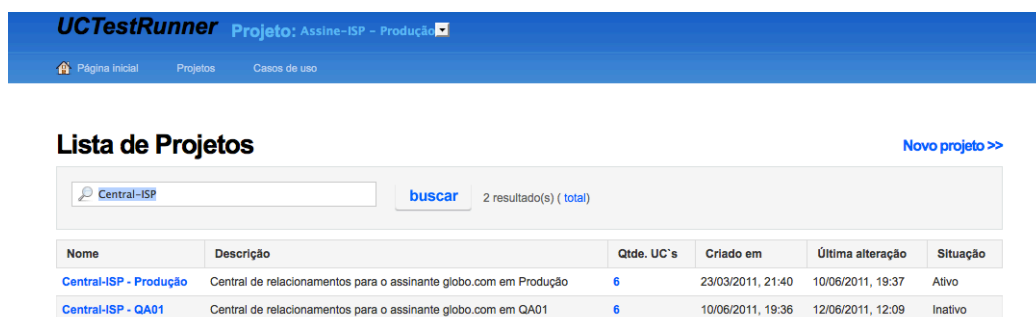 UCTestRunner Projeto: Assine-ISP - Produção
Página inicial Projetos Casos de uso
Lista de Projetos Novo projeto >>
Central-ISP buscar 2 resultado(s) ( total)
Nome Descrição Qtde. UC`s Criado em Última alteração Situação
Central-ISP - Produção Central de relacionamentos para o assinante globo.com em Produção 6 23/03/2011, 21:40 10/06/2011, 19:37 Ativo
Central-ISP - QA01 Central de relacionamentos para o assinante globo.com em QA01 6 10/06/2011, 19:36 12/06/2011, 12:09 Inativo